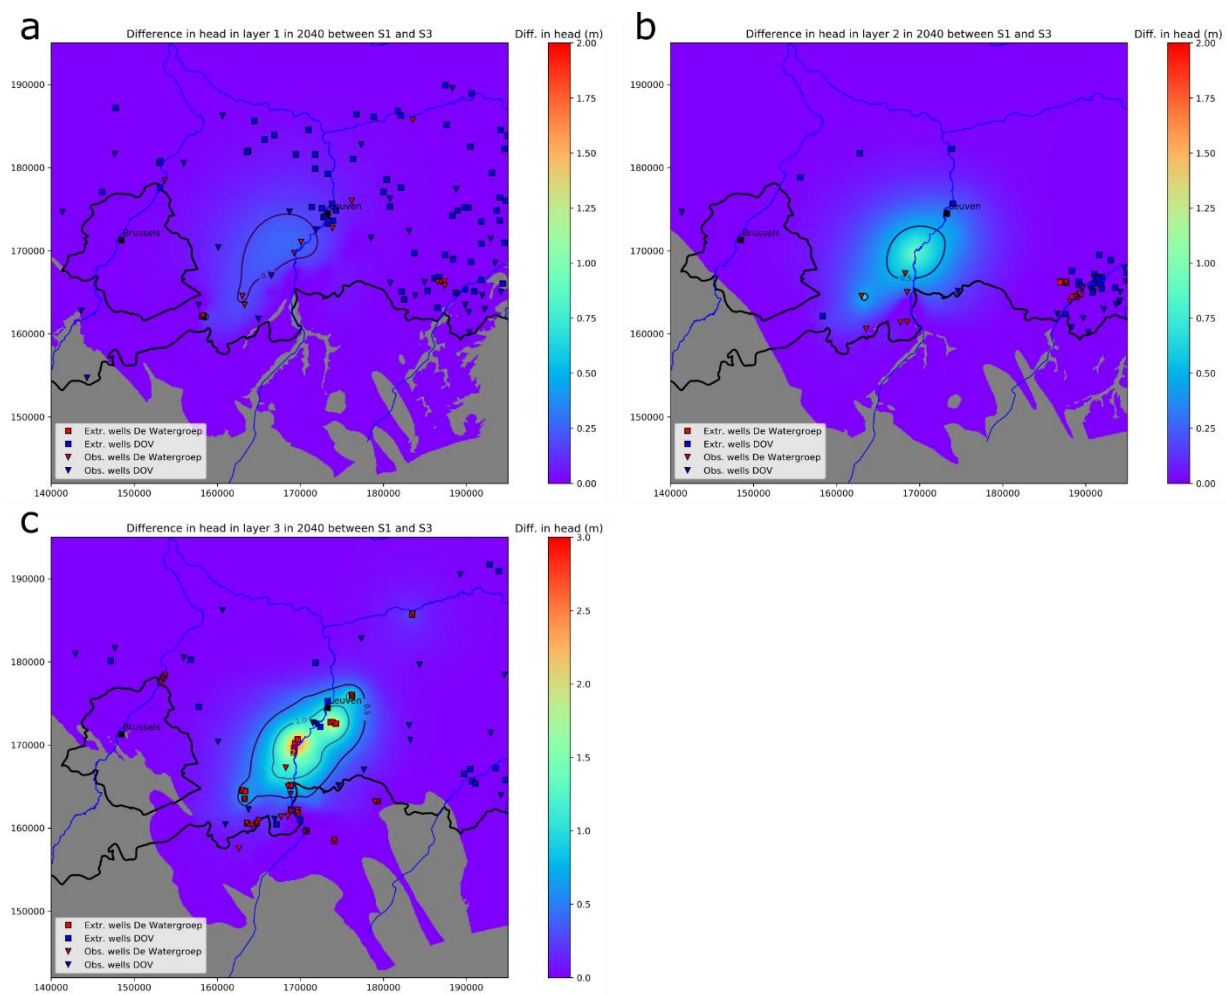 a
Difference in head in layer 1 in 2040 between S1 and S3
Diff. in head (m)
190000
180000
170000
160000
150000
140000
150000
160000
170000
180000
190000
Brussels
Leuven
Extr. wells De Watergroep
Extr. wells DOV
Obs. wells De Watergroep
Obs. wells DOV
2.00
1.75
1.50
1.25
1.00
0.75
0.50
0.25
0.00
b
Difference in head in layer 2 in 2040 between S1 and S3
Diff. in head (m)
190000
180000
170000
160000
150000
140000
150000
160000
170000
180000
190000
Brussels
Leuven
0.5
Extr. wells De Watergroep
Extr. wells DOV
Obs. wells De Watergroep
Obs. wells DOV
2.00
1.75
1.50
1.25
1.00
0.75
0.50
0.25
0.00
c
Difference in head in layer 3 in 2040 between S1 and S3
Diff. in head (m)
190000
180000
170000
160000
150000
140000
150000
160000
170000
180000
190000
Brussels
Leuven
1.0
0.5
Extr. wells De Watergroep
Extr. wells DOV
Obs. wells De Watergroep
Obs. wells DOV
3.0
2.5
2.0
1.5
1.0
0.5
0.0